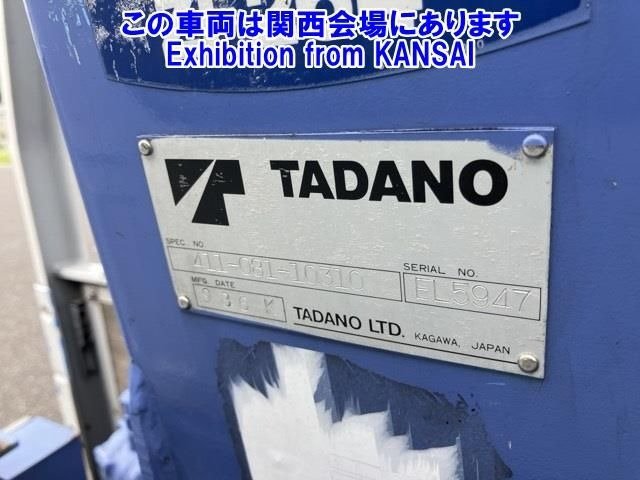 この車両は関西会場にあります
Exhibition from KANSAI
TADANO
SPEC. NO.
411-081-10310
SERIAL NO.
EL5947
MFG. DATE
TADANO LTD. KAGAWA, JAPAN